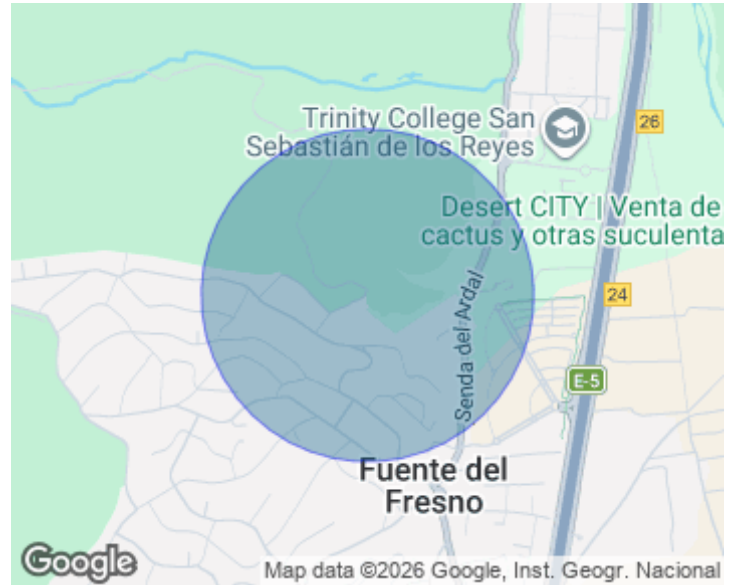 Trinity College San
Sebastián de los Reyes
26
Desert CITY | Venta de
cactus y otras suculenta
24
Senda del Ardal
E-5
Fuente del
Fresno
Google
Map data ©2026 Google, Inst. Geogr. Nacional